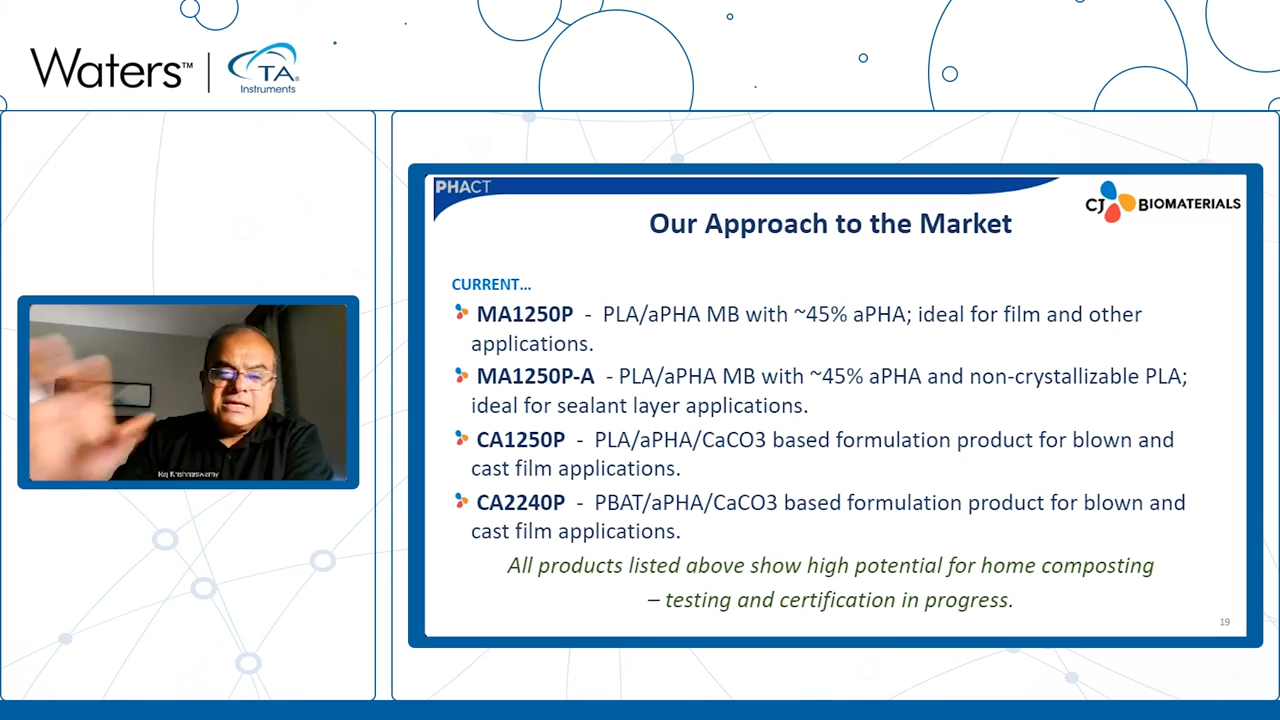 Waters™
TA®
Instruments
PHACT
CJ BIOMATERIALS
Our Approach to the Market
CURRENT...
MA1250P - PLA/aPHA MB with ~45% aPHA; ideal for film and other
applications.
MA1250P-A - PLA/aPHA MB with ~45% aPHA and non-crystallizable PLA;
ideal for sealant layer applications.
CA1250P - PLA/aPHA/CaCO3 based formulation product for blown and
cast film applications.
CA2240P - PBAT/aPHA/CaCO3 based formulation product for blown and
cast film applications.
All products listed above show high potential for home composting
– testing and certification in progress.
19
Raj Krishnaswamy